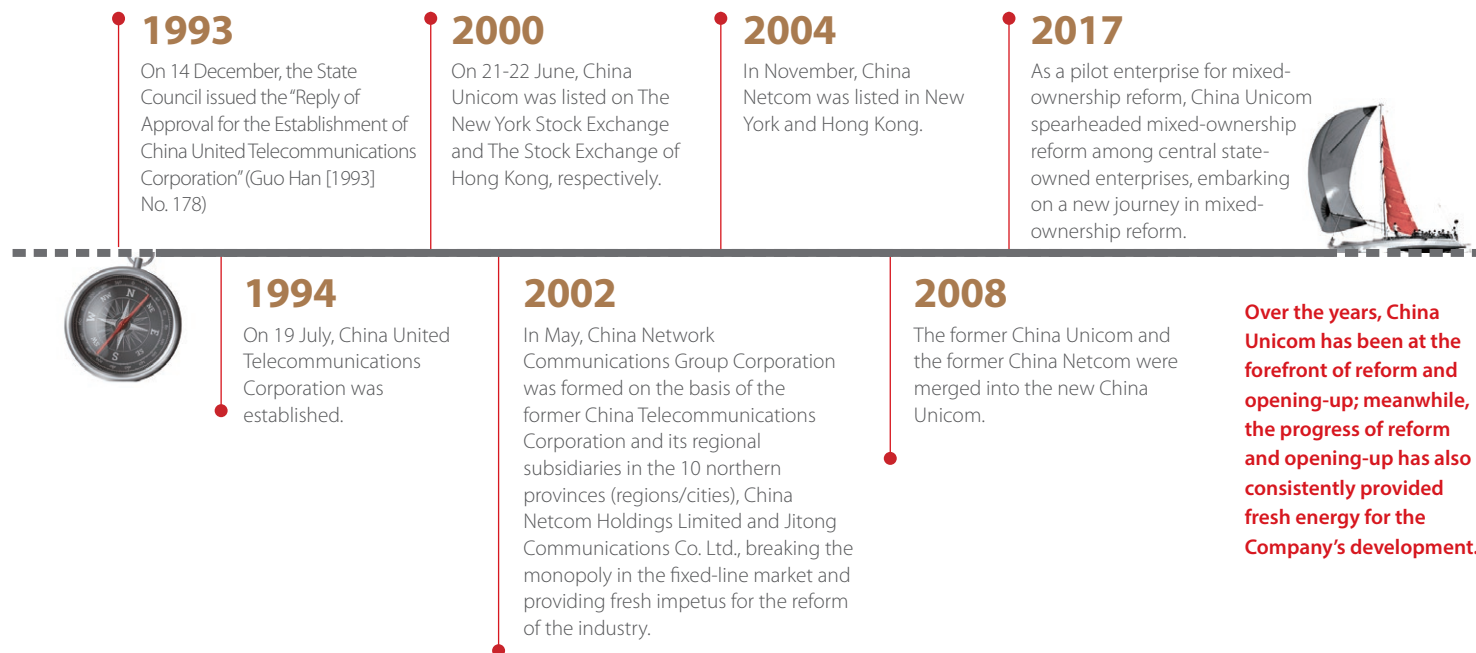 1993
On 14 December, the State
Council issued the “Reply of
Approval for the Establishment of
China United Telecommunications
Corporation” (Guo Han [1993]
No. 178)
2000
On 21-22 June, China
Unicom was listed on The
New York Stock Exchange
and The Stock Exchange of
Hong Kong, respectively.
2004
In November, China
Netcom was listed in New
York and Hong Kong.
2017
As a pilot enterprise for mixed-
ownership reform, China Unicom
spearheaded mixed-ownership
reform among central state-
owned enterprises, embarking
on a new journey in mixed-
ownership reform.
N
NE
E
SE
S
SW
W
NW
1994
On 19 July, China United
Telecommunications
Corporation was
established.
2002
In May, China Network
Communications Group Corporation
was formed on the basis of the
former China Telecommunications
Corporation and its regional
subsidiaries in the 10 northern
provinces (regions/cities), China
Netcom Holdings Limited and Jitong
Communications Co. Ltd., breaking the
monopoly in the fixed-line market and
providing fresh impetus for the reform
of the industry.
2008
The former China Unicom and
the former China Netcom were
merged into the new China
Unicom.
Over the years, China
Unicom has been at the
forefront of reform and
opening-up; meanwhile,
the progress of reform
and opening-up has also
consistently provided
fresh energy for the
Company’s development.